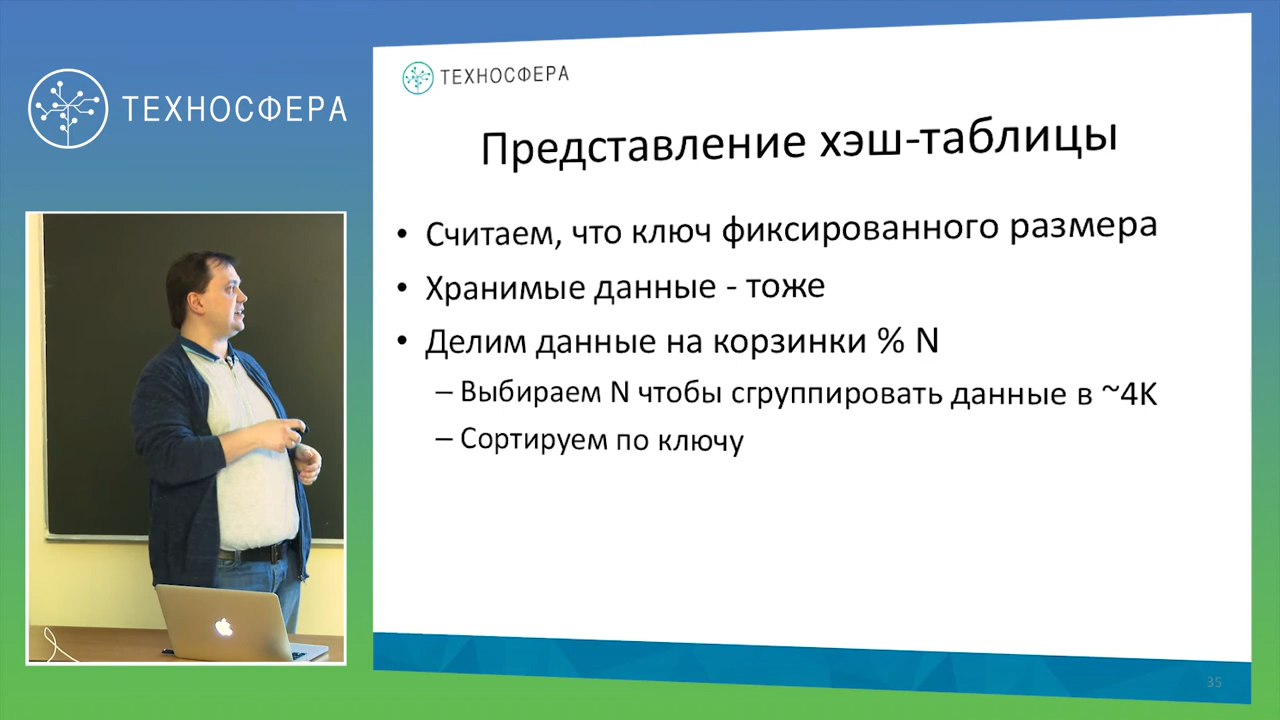 ТЕХНОСФЕРА
ТЕХНОСФЕРА
Представление хэш-таблицы
• Считаем, что ключ фиксированного размера
• Хранимые данные - тоже
• Делим данные на корзинки % N
– Выбираем N чтобы сгруппировать данные в ~4K
– Сортируем по ключу
35